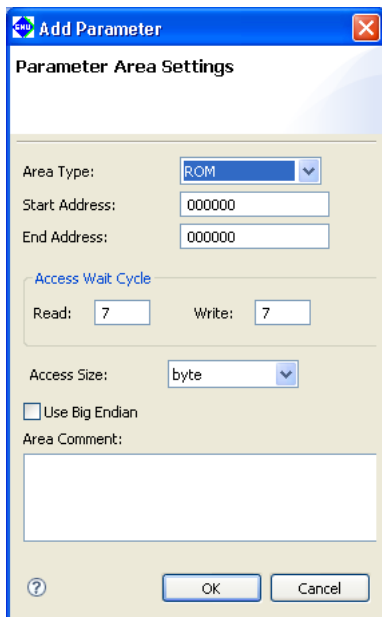 GNU Add Parameter
Parameter Area Settings
Area Type: ROM
Start Address: 000000
End Address: 000000
Access Wait Cycle
Read: 7 Write: 7
Access Size: byte
Use Big Endian
Area Comment:
? OK Cancel